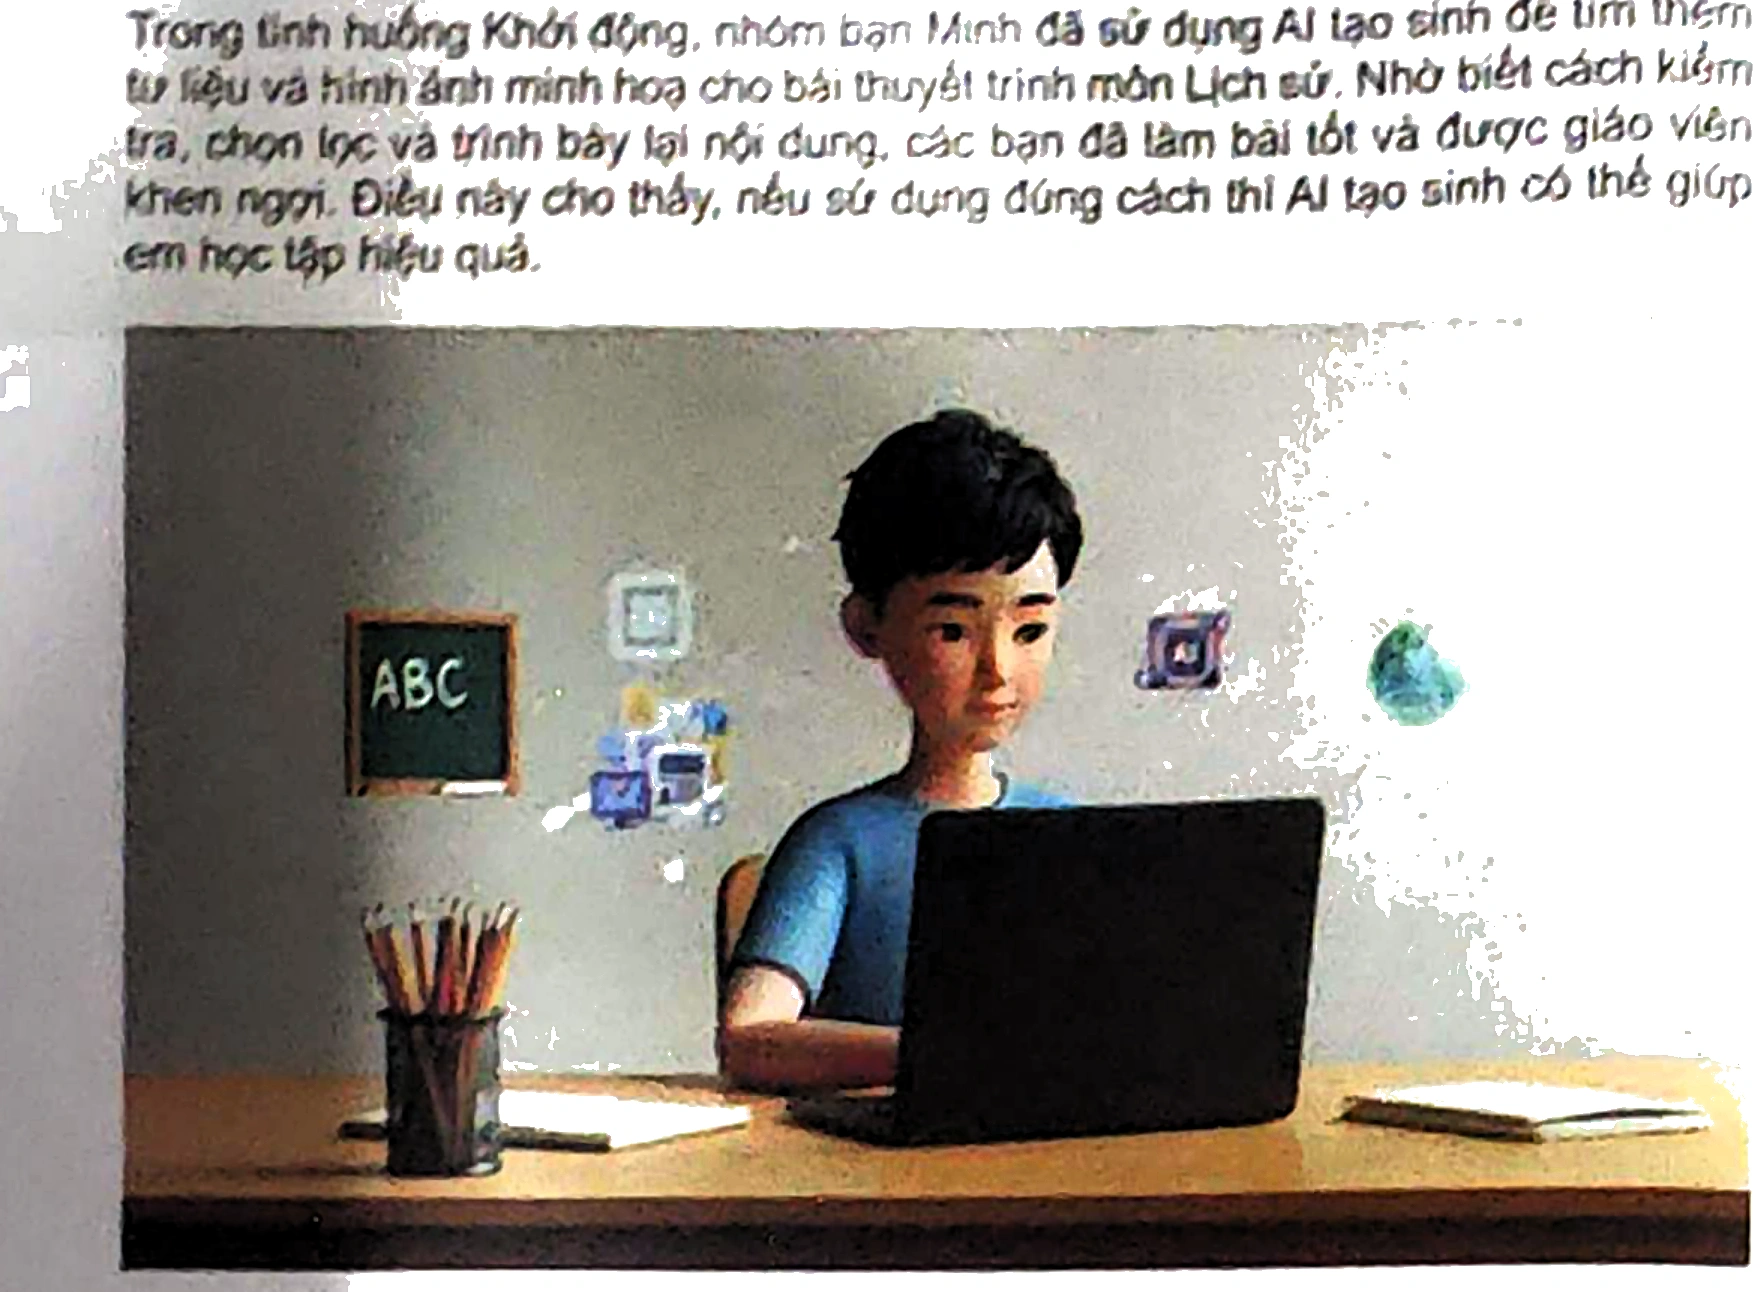 Trong tình huống Khởi động, nhóm bạn Minh đã sử dụng AI tạo sinh để tìm thêm
tư liệu và hình ảnh minh hoạ cho bài thuyết trình môn Lịch sử. Nhờ biết cách kiểm
tra, chọn lọc và trình bày lại nội dung, các bạn đã làm bài tốt và được giáo viên
khen ngợi. Điều này cho thấy, nếu sử dụng đúng cách thì AI tạo sinh có thể giúp
em học tập hiệu quả.
ABC